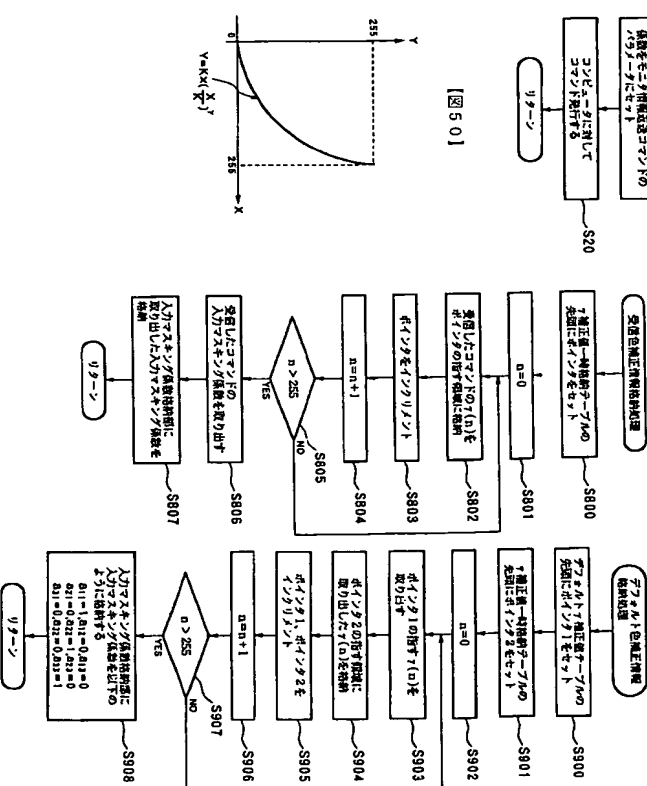 係数をモニタ情報送送コマンドの
パラメータにセット
コンピュータに対して
コマンド発行する
S20
リターン
【図50】
255
Y
Y=K×(X/K)^γ
0
255
X
受信色補正情報格納処理
γ補正値一時格納テーブルの
先頭にポインタをセット
S800
n=0
S801
受信したコマンドのγ(n)を
ポインタの指す領域に格納
S802
ポインタをインクリメント
S803
n=n+1
S804
n > 255
S805
NO
YES
受信したコマンドの
入力マスキング係数を取り出す
S806
入力マスキング係数格納部に
取り出した入力マスキング係数を
格納
S807
リターン
デフォルト色補正情報
格納処理
デフォルトγ補正値テーブルの
先頭にポインタ1をセット
S900
γ補正値一時格納テーブルの
先頭にポインタ2をセット
S901
n=0
S902
ポインタ1の指すγ(n)を
取り出す
S903
ポインタ2の指す領域に
取り出したγ(n)を格納
S904
ポインタ1、ポインタ2を
インクリメント
S905
n=n+1
S906
n > 255
S907
NO
YES
入力マスキング係数格納部に
入力マスキング係数を以下の
ように格納する
a11=1,a12=0,a13=0
a21=0,a22=1,a23=0
a31=0,a32=0,a33=1
S908
リターン